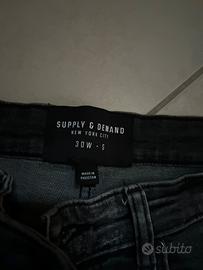 SUPPLY & DEMAND
NEW YORK CITY
30W - S
MADE IN
PAKISTAN
subito